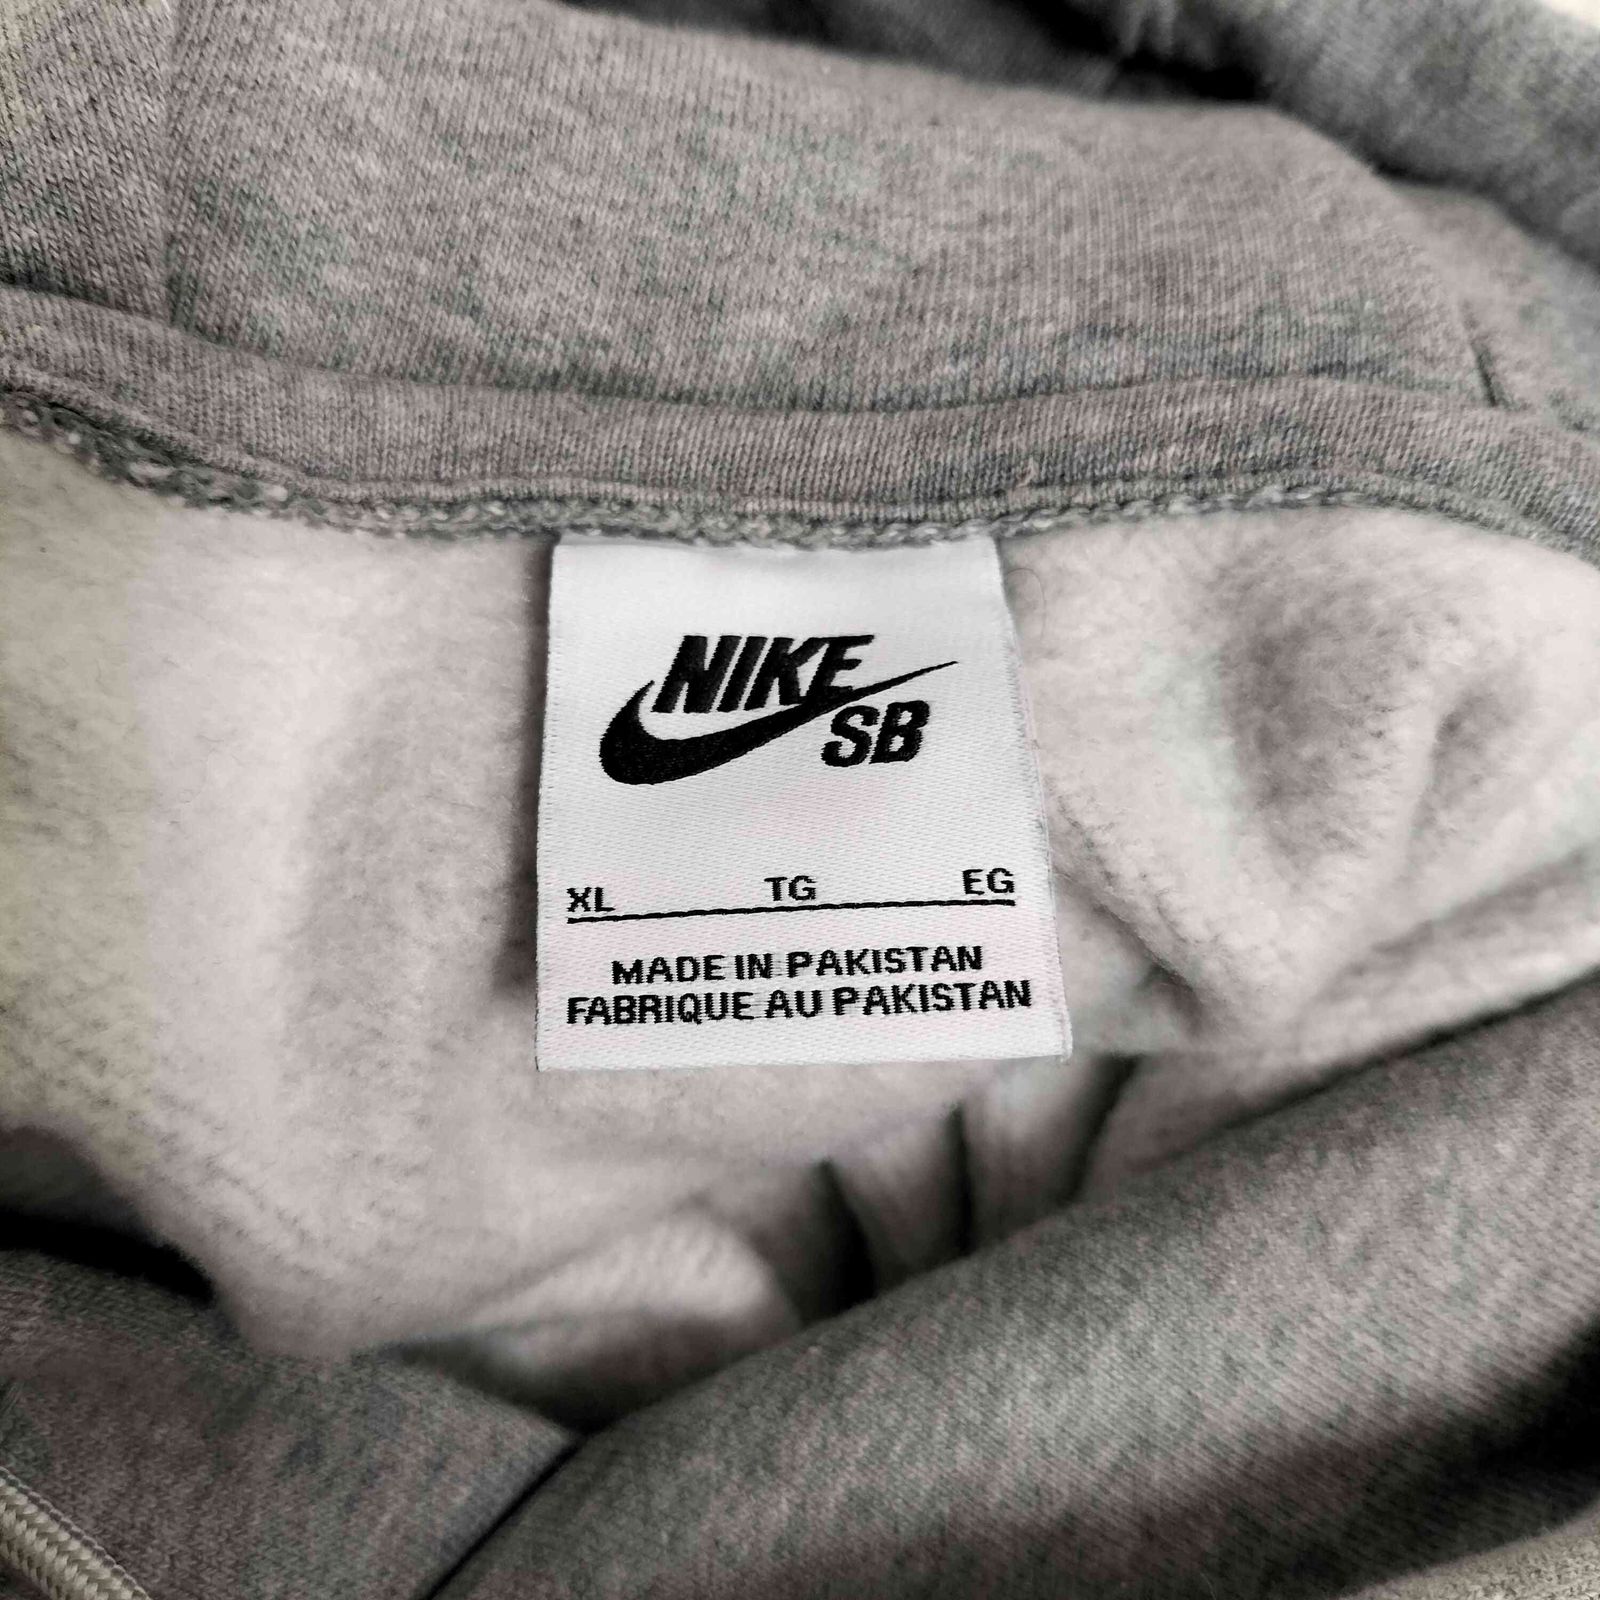 NIKE
SB
XL TG EG
MADE IN PAKISTAN
FABRIQUE AU PAKISTAN